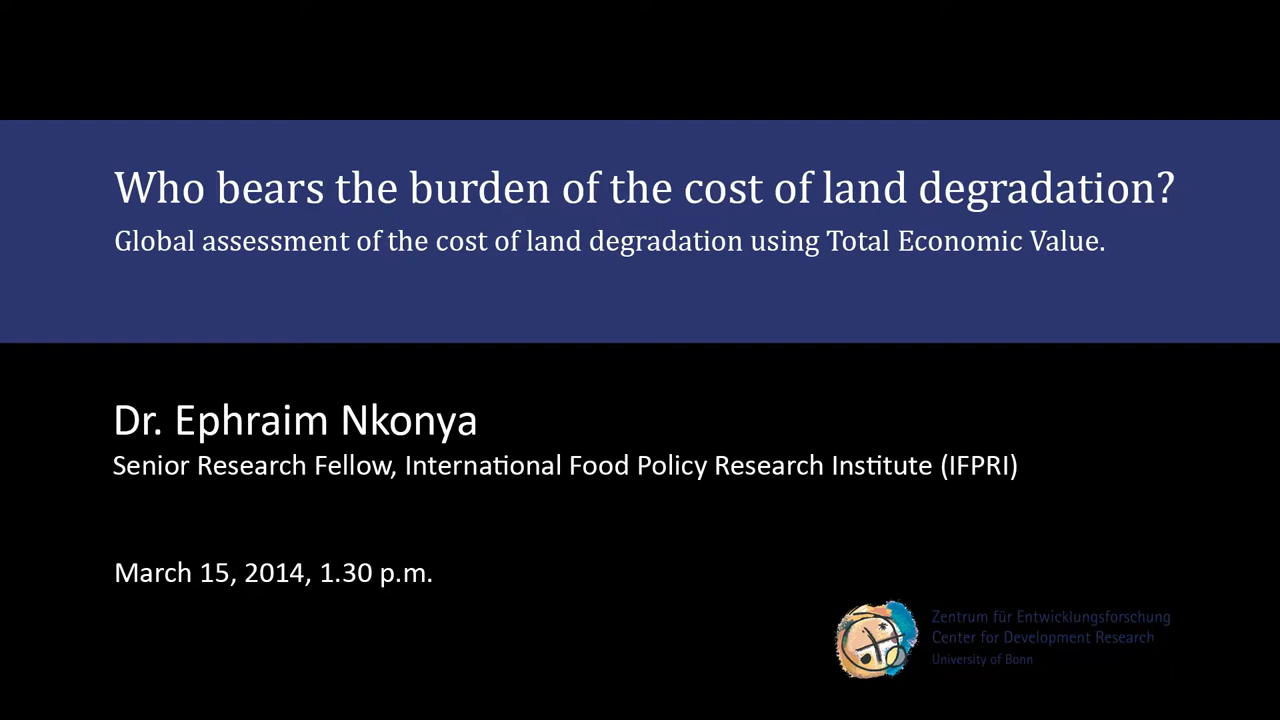 Who bears the burden of the cost of land degradation?
Global assessment of the cost of land degradation using Total Economic Value.
Dr. Ephraim Nkonya
Senior Research Fellow, International Food Policy Research Institute (IFPRI)
March 15, 2014, 1.30 p.m.
Zentrum für Entwicklungsforschung
Center for Development Research
University of Bonn